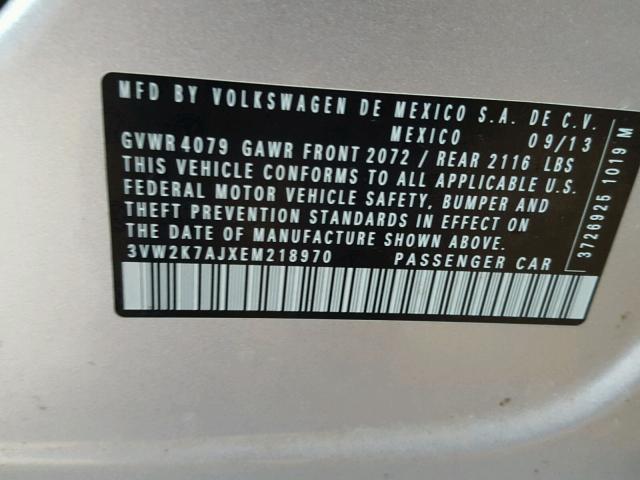 MFD BY VOLKSWAGEN DE MEXICO S.A. DE C.V.
MEXICO 09/13
GVWR 4079 GAWR FRONT 2072 / REAR 2116 LBS
THIS VEHICLE CONFORMS TO ALL APPLICABLE U.S.
FEDERAL MOTOR VEHICLE SAFETY, BUMPER AND
THEFT PREVENTION STANDARDS IN EFFECT ON
THE DATE OF MANUFACTURE SHOWN ABOVE.
3VW2K7AJXEM218970 PASSENGER CAR
3726926 1019 M